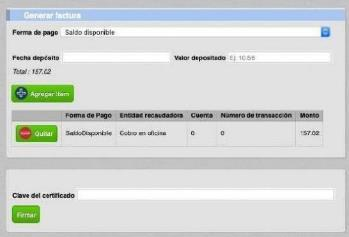 Generar factura
Forma de pago Saldo disponible
Fecha depósito Valor depositado Ej: 10.56
Total: 157.02
Agregar ítem
Forma de Pago Entidad recaudadora Cuenta Número de transacción Monto
Quitar SaldoDisponible Cobro en oficina 0 0 157.02
Clave del certificado
Firmar